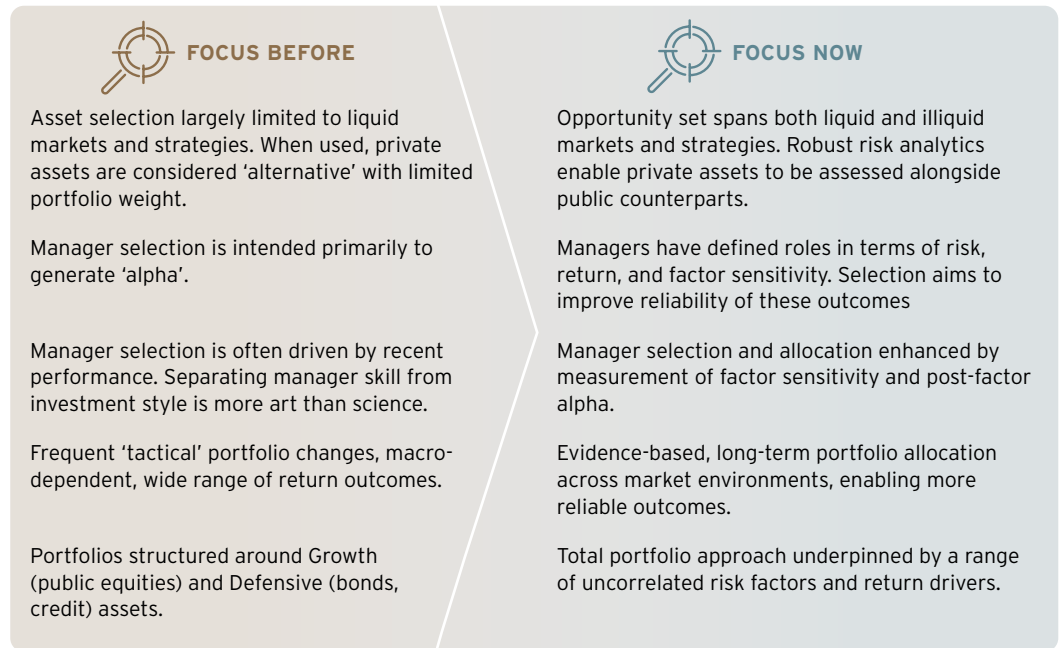 FOCUS BEFORE
Asset selection largely limited to liquid
markets and strategies. When used, private
assets are considered ‘alternative’ with limited
portfolio weight.
Manager selection is intended primarily to
generate ‘alpha’.
Manager selection is often driven by recent
performance. Separating manager skill from
investment style is more art than science.
Frequent ‘tactical’ portfolio changes, macro-
dependent, wide range of return outcomes.
Portfolios structured around Growth
(public equities) and Defensive (bonds,
credit) assets.
FOCUS NOW
Opportunity set spans both liquid and illiquid
markets and strategies. Robust risk analytics
enable private assets to be assessed alongside
public counterparts.
Managers have defined roles in terms of risk,
return, and factor sensitivity. Selection aims to
improve reliability of these outcomes
Manager selection and allocation enhanced by
measurement of factor sensitivity and post-factor
alpha.
Evidence-based, long-term portfolio allocation
across market environments, enabling more
reliable outcomes.
Total portfolio approach underpinned by a range
of uncorrelated risk factors and return drivers.